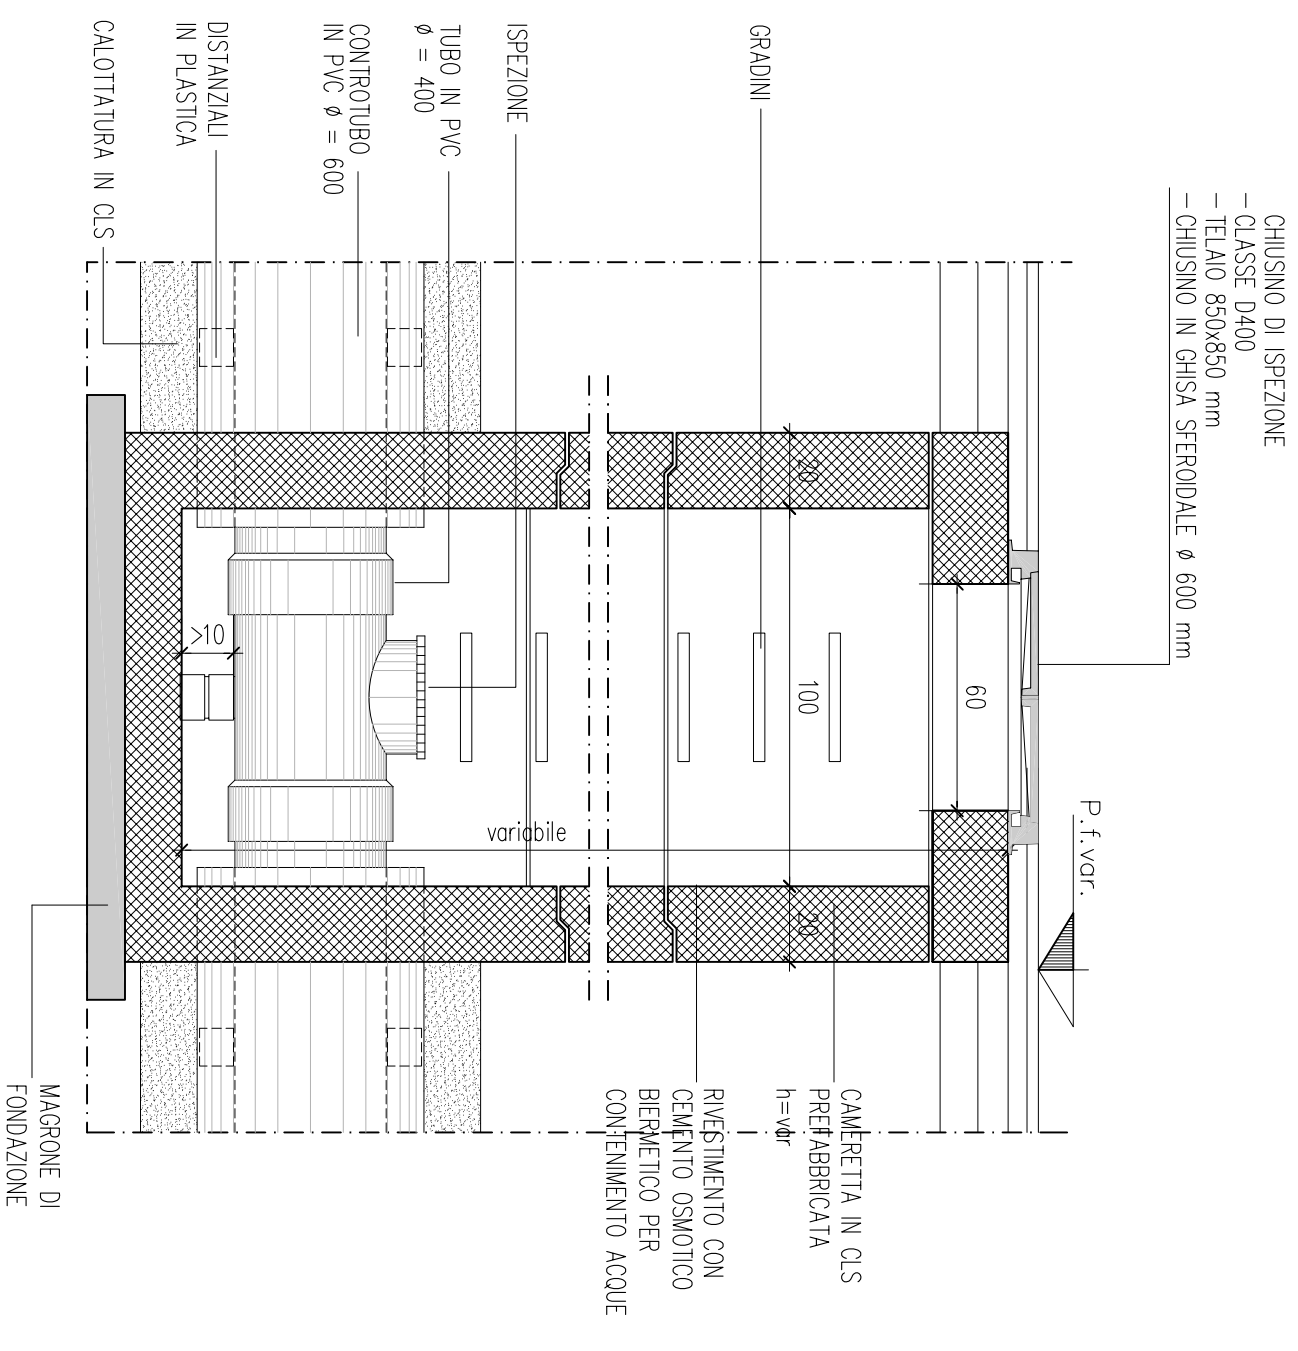 CHIUSINO DI ISPEZIONE
– CLASSE D400
– TELAIO 850x850 mm
– CHIUSINO IN GHISA SFEROIDALE ø 600 mm
P.f.var.
GRADINI
ISPEZIONE
TUBO IN PVC
ø = 400
CONTROTUBO
IN PVC ø = 600
DISTANZIALI
IN PLASTICA
CALOTTATURA IN CLS
60
20
100
20
variabile
>10
CAMERETTA IN CLS
PREFABBRICATA
h=var
RIVESTIMENTO CON
CEMENTO OSMOTICO
BIERMETICO PER
CONTENIMENTO ACQUE
MAGRONE DI
FONDAZIONE